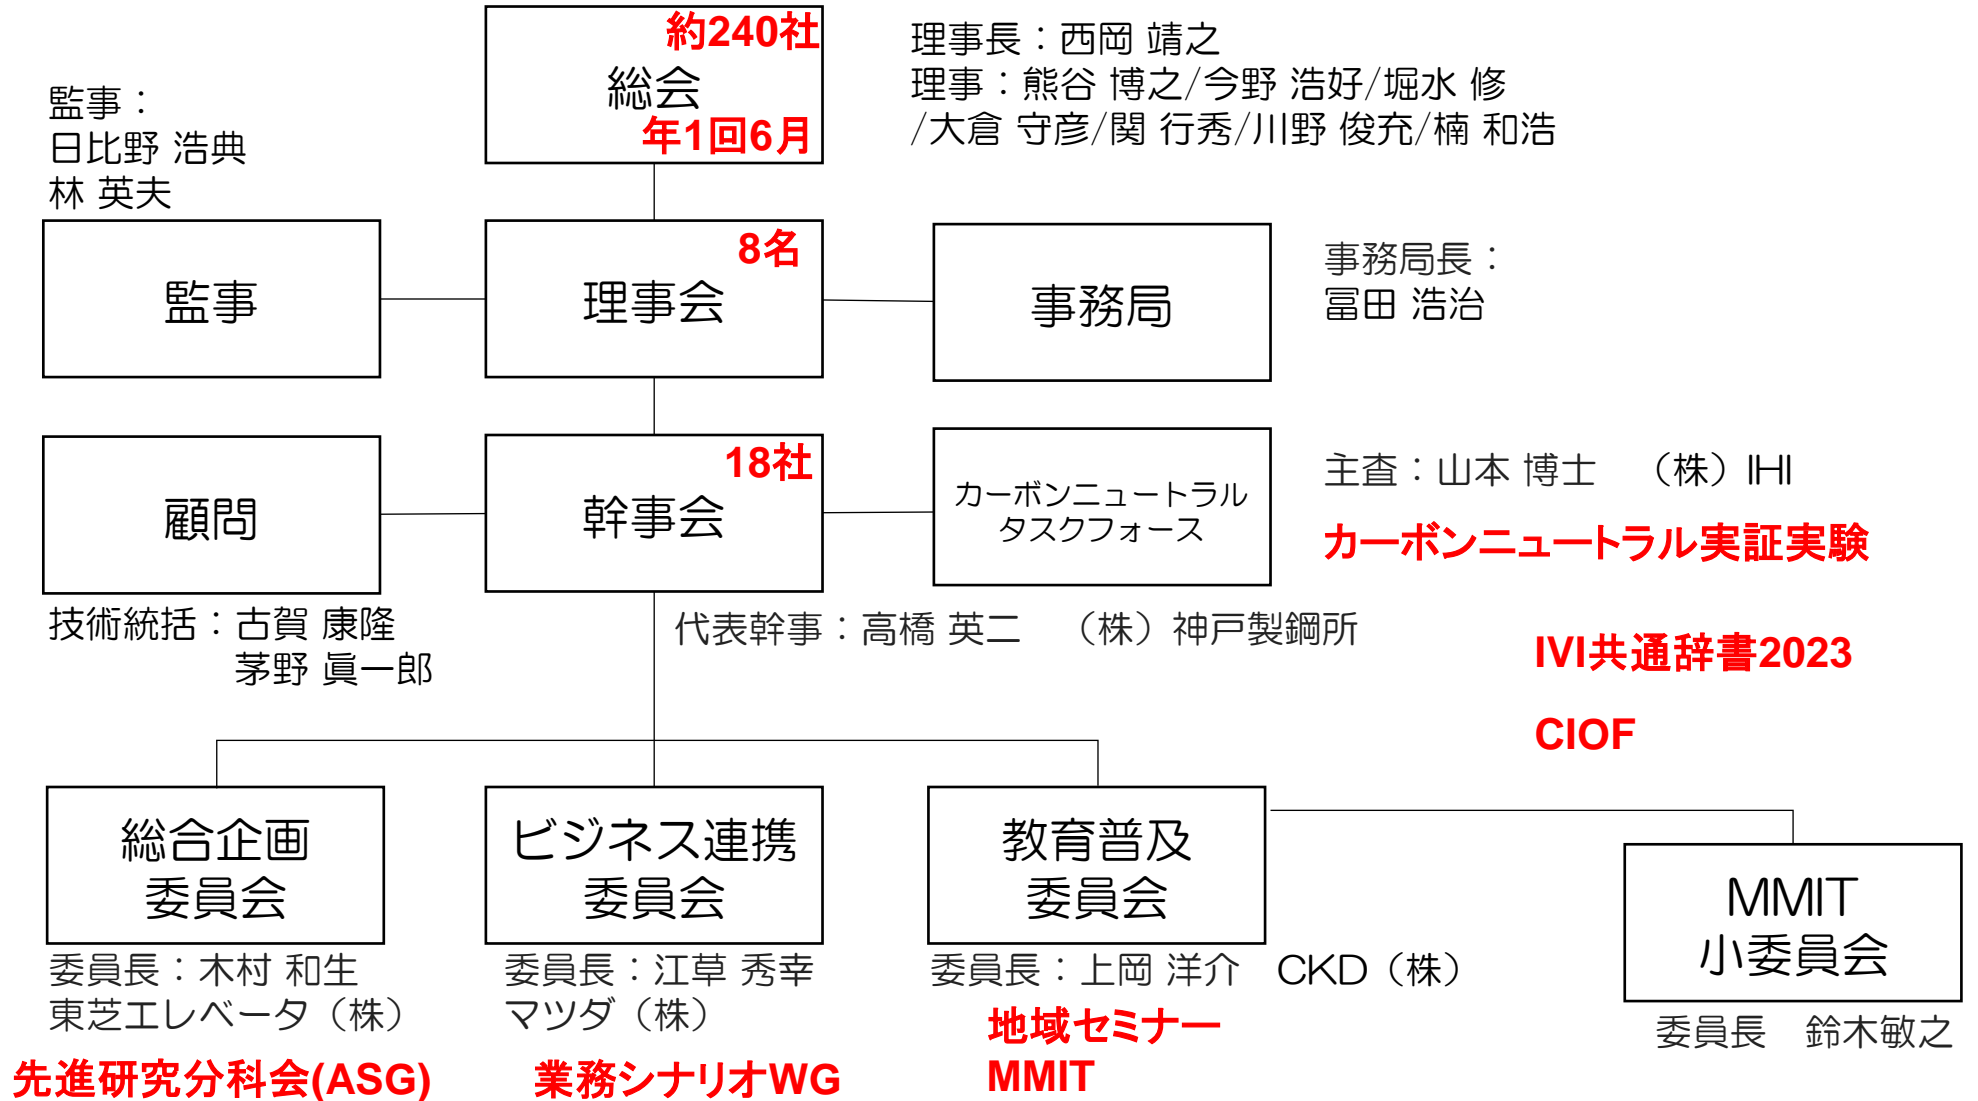 約240社
総会
年1回6月
理事長：西岡 靖之
理事：熊谷 博之/今野 浩好/堀水 修
/大倉 守彦/関 行秀/川野 俊充/楠 和浩
監事：
日比野 浩典
林 英夫
監事
8名
理事会
事務局
事務局長：
冨田 浩治
顧問
18社
幹事会
カーボンニュートラル
タスクフォース
主査：山本 博士　（株）IHI
カーボンニュートラル実証実験
技術統括：古賀 康隆
茅野 眞一郎
代表幹事：高橋 英二　（株）神戸製鋼所
IVI共通辞書2023
CIOF
総合企画
委員会
ビジネス連携
委員会
教育普及
委員会
MMIT
小委員会
委員長：木村 和生
東芝エレベータ（株）
委員長：江草 秀幸
マツダ（株）
委員長：上岡 洋介　CKD（株）
委員長　鈴木敏之
先進研究分科会(ASG)
業務シナリオWG
地域セミナー
MMIT